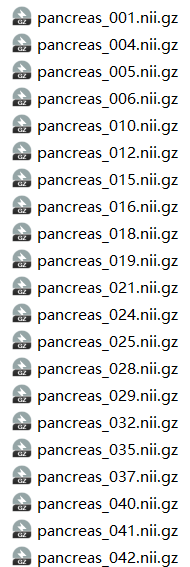 pancreas_001.nii.gz
pancreas_004.nii.gz
pancreas_005.nii.gz
pancreas_006.nii.gz
pancreas_010.nii.gz
pancreas_012.nii.gz
pancreas_015.nii.gz
pancreas_016.nii.gz
pancreas_018.nii.gz
pancreas_019.nii.gz
pancreas_021.nii.gz
pancreas_024.nii.gz
pancreas_025.nii.gz
pancreas_028.nii.gz
pancreas_029.nii.gz
pancreas_032.nii.gz
pancreas_035.nii.gz
pancreas_037.nii.gz
pancreas_040.nii.gz
pancreas_041.nii.gz
pancreas_042.nii.gz